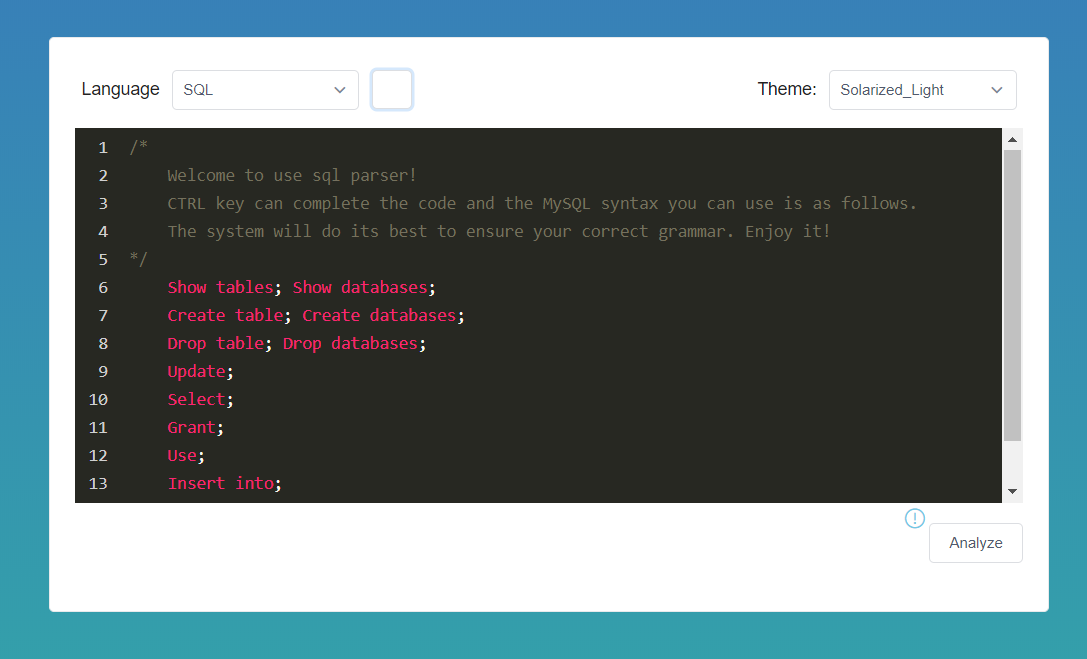 Language SQL Theme: Solarized_Light
1 /*
2 Welcome to use sql parser!
3 CTRL key can complete the code and the MySQL syntax you can use is as follows.
4 The system will do its best to ensure your correct grammar. Enjoy it!
5 */
6 Show tables; Show databases;
7 Create table; Create databases;
8 Drop table; Drop databases;
9 Update;
10 Select;
11 Grant;
12 Use;
13 Insert into;
!
Analyze